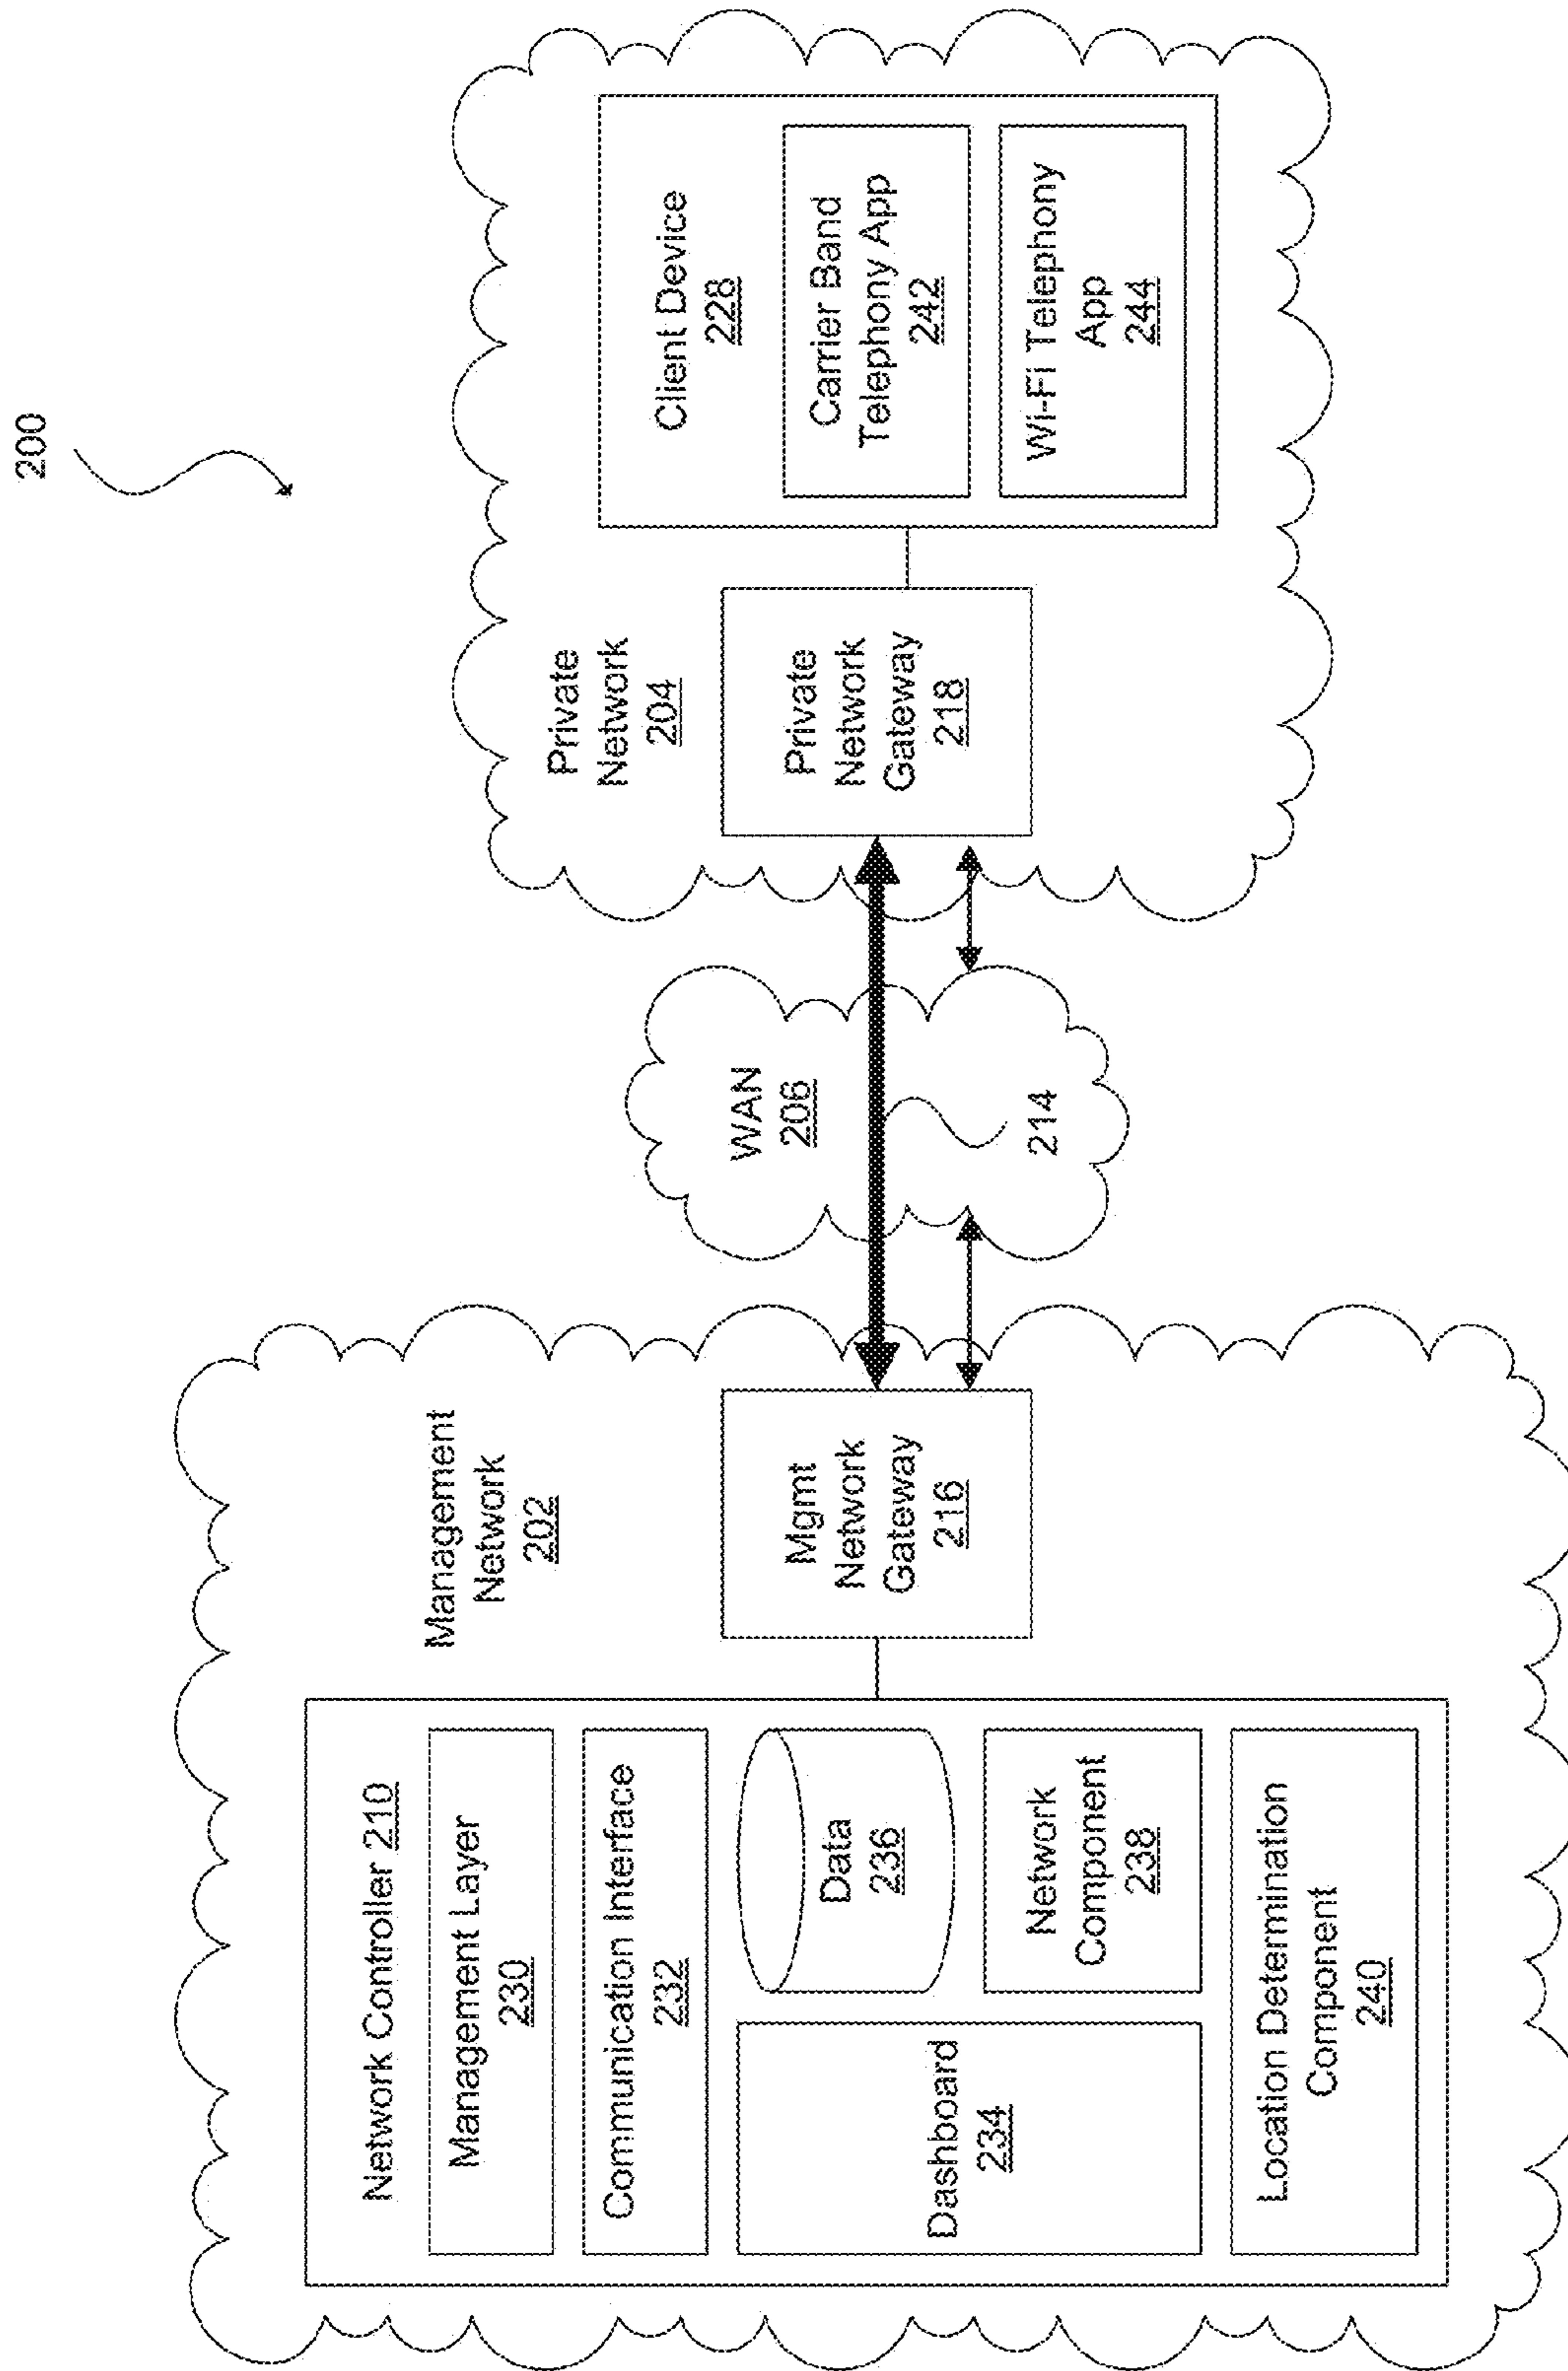 200
Management
Network
202
Network Controller 210
Management Layer
230
Communication Interface
232
Dashboard
234
Data
236
Network
Component
238
Location Determination
Component
240
Mgmt
Network
Gateway
216
WAN
206
214
Private
Network
204
Private
Network
Gateway
218
Client Device
228
Carrier Band
Telephony App
242
Wi-Fi Telephony
App
244